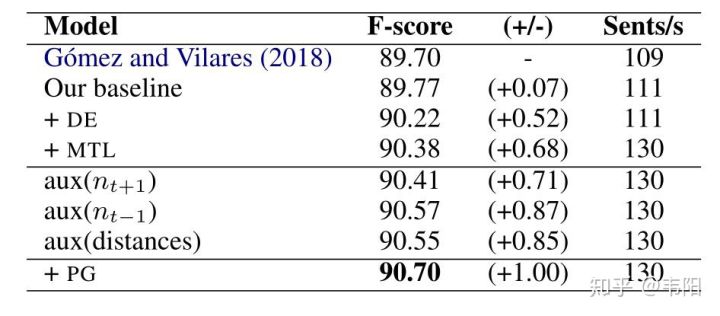 Model F-score (+/-) Sents/s
Gómez and Vilares (2018) 89.70 - 109
Our baseline 89.77 (+0.07) 111
+ DE 90.22 (+0.52) 111
+ MTL 90.38 (+0.68) 130
aux(n_{t+1}) 90.41 (+0.71) 130
aux(n_{t−1}) 90.57 (+0.87) 130
aux(distances) 90.55 (+0.85) 130
+ PG 90.70 (+1.00) 130
知乎 @韦阳